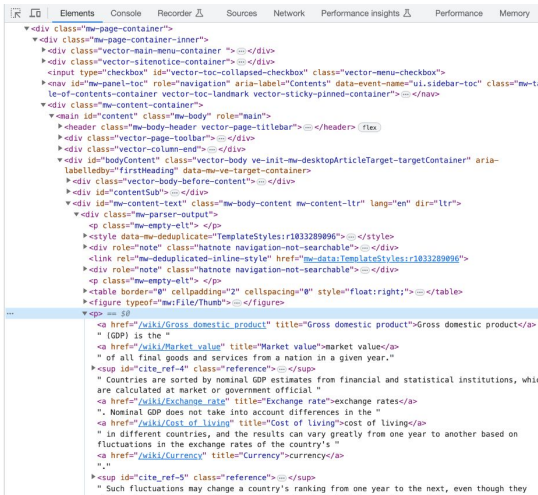 Elements Console Recorder Sources Network Performance insights Performance Memory
▼<div class="mw-page-container">
▼<div class="mw-page-container-inner">
▶<div class="vector-main-menu-container ">…</div>
▶<div class="vector-sitenotice-container">…</div>
<input type="checkbox" id="vector-toc-collapsed-checkbox" class="vector-menu-checkbox">
▶<nav id="mw-panel-toc" role="navigation" aria-label="Contents" data-event-name="ui.sidebar-toc" class="mw-ta
le-of-contents-container vector-toc-landmark vector-sticky-pinned-container">…</nav>
▼<div class="mw-content-container">
▼<main id="content" class="mw-body" role="main">
▶<header class="mw-body-header vector-page-titlebar">…</header> flex
▶<div class="vector-page-toolbar">…</div>
▶<div class="vector-column-end">…</div>
▼<div id="bodyContent" class="vector-body ve-init-mw-desktopArticleTarget-targetContainer" aria-
labelledby="firstHeading" data-mw-ve-target-container>
▶<div class="vector-body-before-content">…</div>
▶<div id="contentSub">…</div>
▼<div id="mw-content-text" class="mw-body-content mw-content-ltr" lang="en" dir="ltr">
▼<div class="mw-parser-output">
<p class="mw-empty-elt"> </p>
▶<style data-mw-deduplicate="TemplateStyles:r1033289096">…</style>
▶<div role="note" class="hatnote navigation-not-searchable">…</div>
<link rel="mw-deduplicated-inline-style" href="mw-data:TemplateStyles:r1033289096">
▶<div role="note" class="hatnote navigation-not-searchable">…</div>
<p class="mw-empty-elt"> </p>
▶<table border="0" cellpadding="2" cellspacing="0" style="float:right;">…</table>
▶<figure typeof="mw:File/Thumb">…</figure>
… ▼<p> == $0
<a href="/wiki/Gross_domestic_product" title="Gross domestic product">Gross domestic product</a>
" (GDP) is the "
<a href="/wiki/Market_value" title="Market value">market value</a>
" of all final goods and services from a nation in a given year."
▶<sup id="cite_ref-4" class="reference">…</sup>
" Countries are sorted by nominal GDP estimates from financial and statistical institutions, whic
are calculated at market or government official "
<a href="/wiki/Exchange_rate" title="Exchange rate">exchange rates</a>
". Nominal GDP does not take into account differences in the "
<a href="/wiki/Cost_of_living" title="Cost of living">cost of living</a>
" in different countries, and the results can vary greatly from one year to another based on
fluctuations in the exchange rates of the country's "
<a href="/wiki/Currency" title="Currency">currency</a>
"."
▶<sup id="cite_ref-5" class="reference">…</sup>
" Such fluctuations may change a country's ranking from one year to the next, even though they